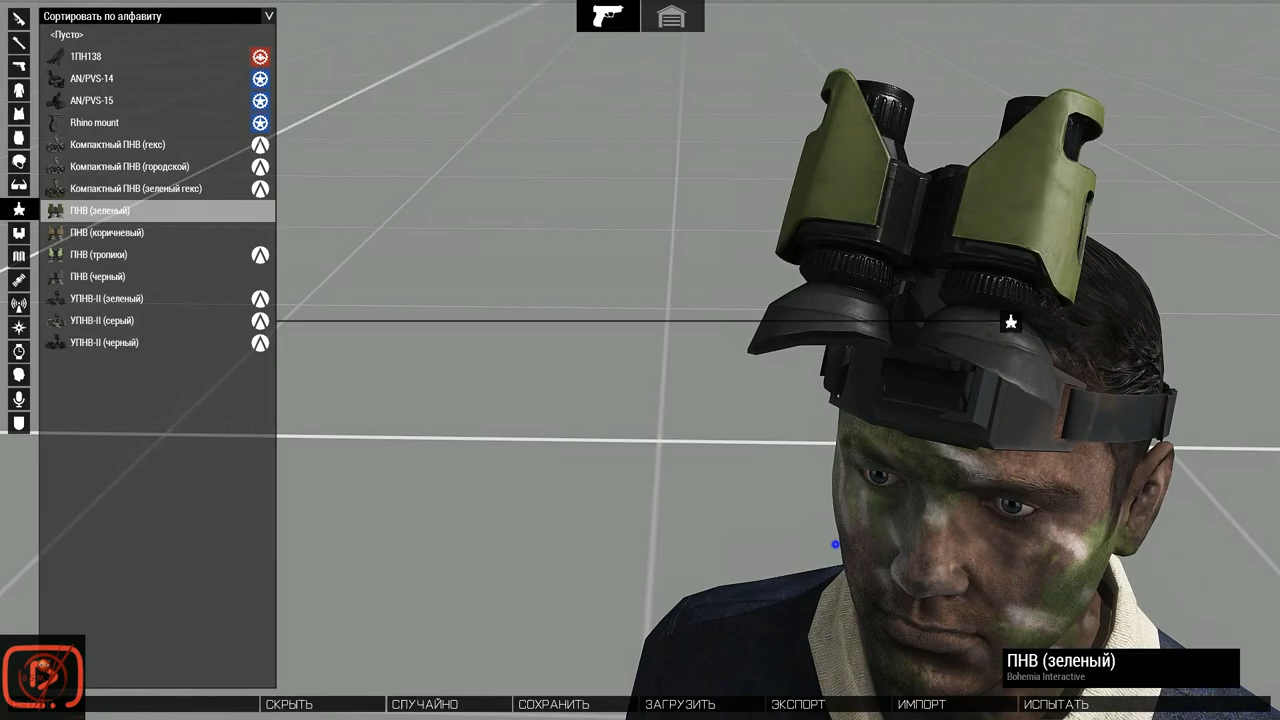 Сортировать по алфавиту
<Пусто>
1ПН138
AN/PVS-14
AN/PVS-15
Rhino mount
Компактный ПНВ (гекс)
Компактный ПНВ (городской)
Компактный ПНВ (зеленый гекс)
ПНВ (зеленый)
ПНВ (коричневый)
ПНВ (тропики)
ПНВ (черный)
УПНВ-II (зеленый)
УПНВ-II (серый)
УПНВ-II (черный)
ПНВ (зеленый)
Bohemia Interactive
СКРЫТЬ
СЛУЧАЙНО
СОХРАНИТЬ
ЗАГРУЗИТЬ
ЭКСПОРТ
ИМПОРТ
ИСПЫТАТЬ